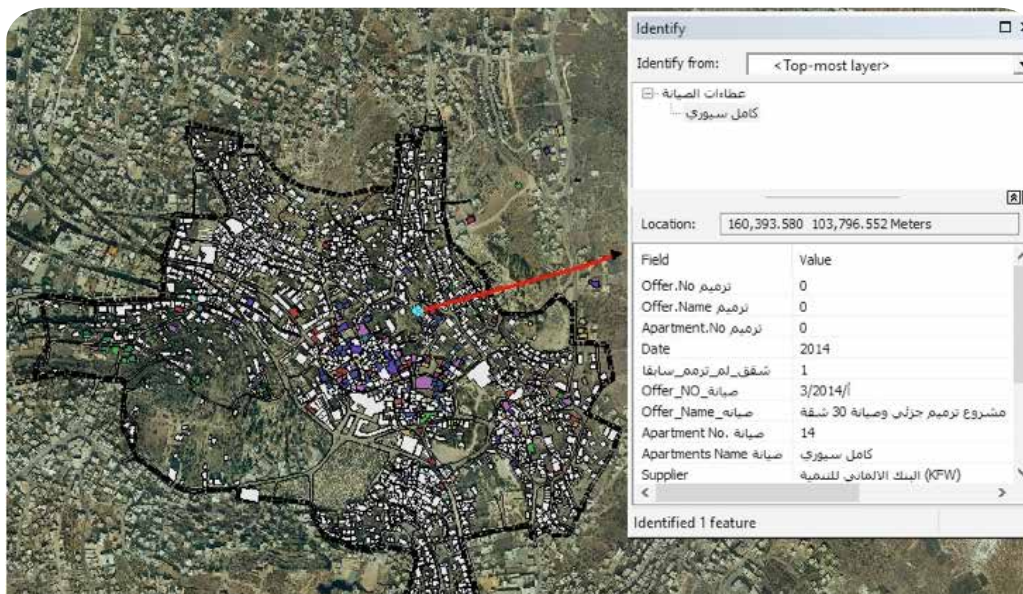 Identify
Identify from: <Top-most layer>
عطاءات الصيانة
كامل سيوري
Location: 160,393.580 103,796.552 Meters
Field Value
Offer.No ترميم 0
Offer.Name ترميم 0
Apartment.No ترميم 0
Date 2014
شقق_لم_ترمم_سابقا 1
Offer_NO_صيانة أ/3/2014
Offer_Name_صيانه مشروع ترميم جزئي وصيانة 30 شقة
Apartment No. صيانة 14
Apartments Name صيانة كامل سيوري
Supplier البنك الالماني للتنمية (KFW)
Identified 1 feature